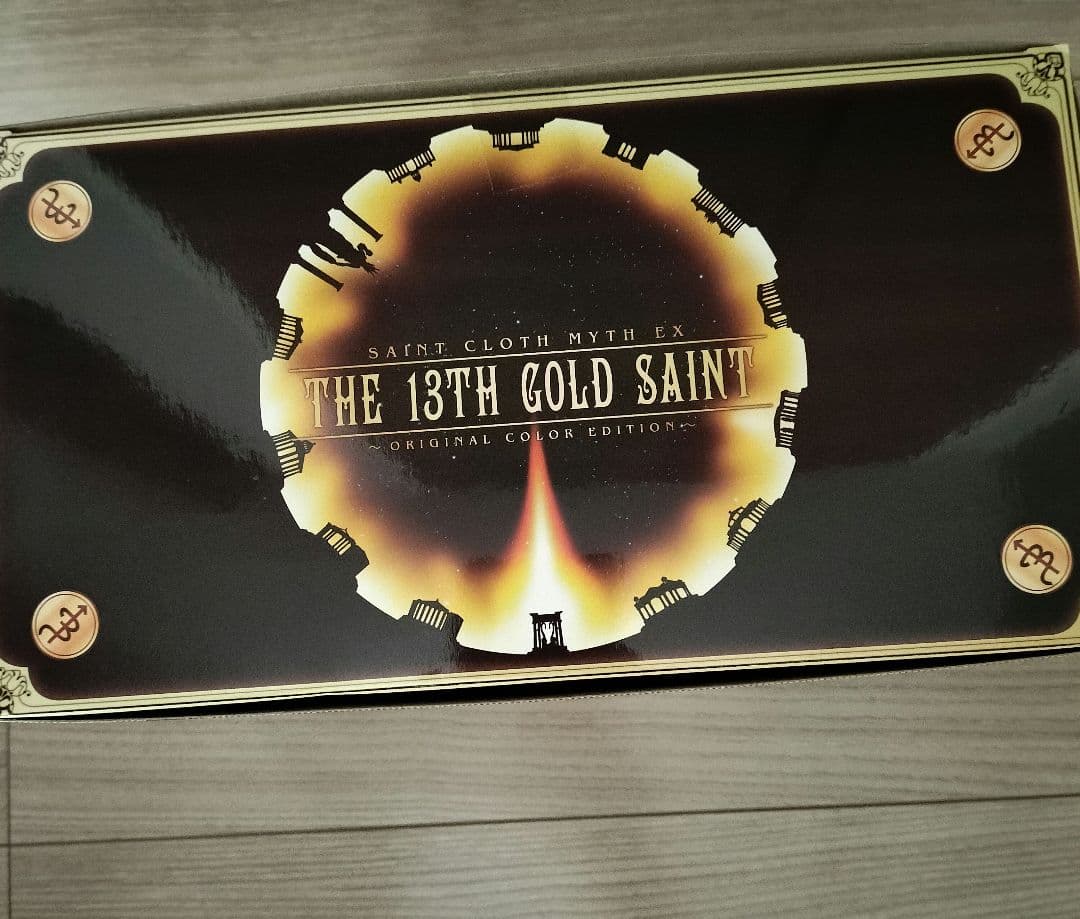 SAINT CLOTH MYTH EX
THE 13TH GOLD SAINT
~ORIGINAL COLOR EDITION~